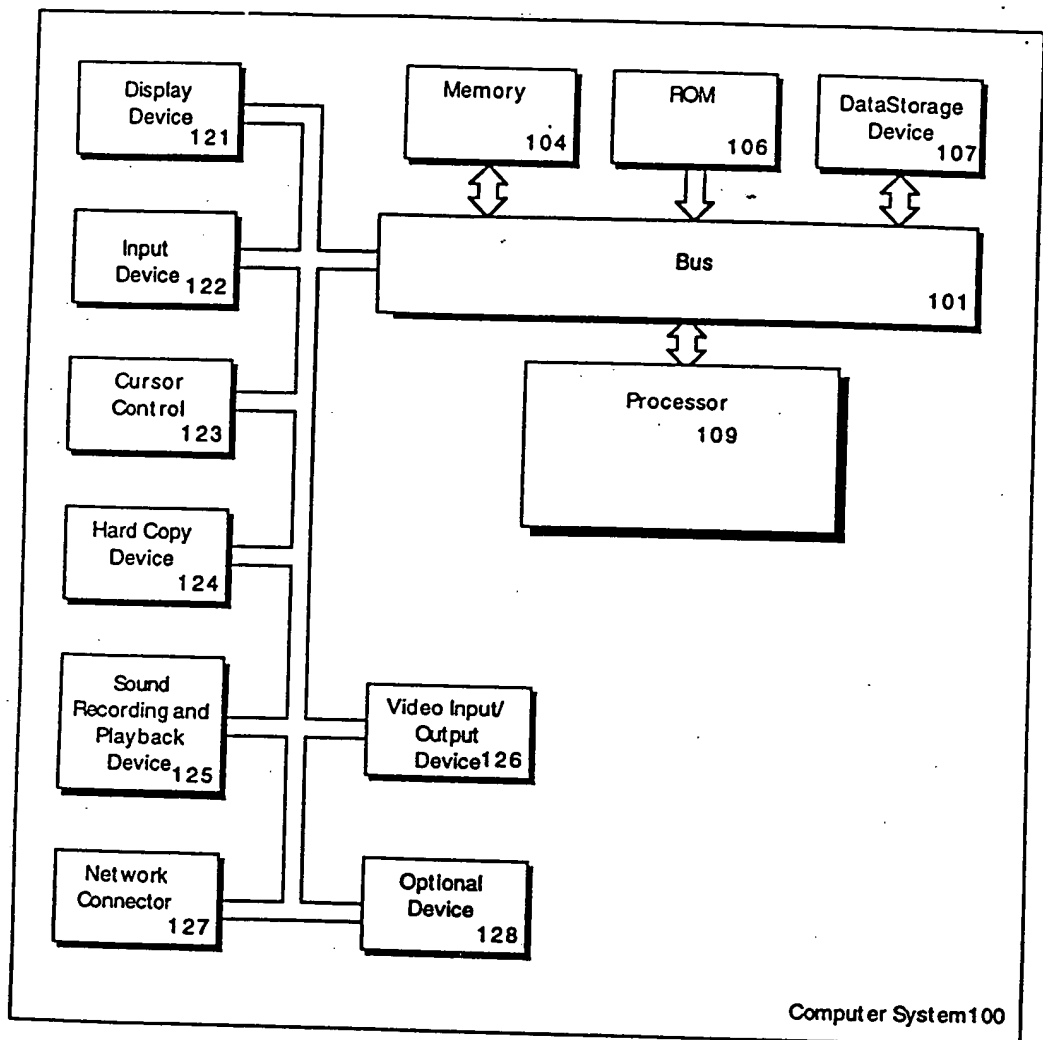 Display
Device
121
Memory
104
ROM
106
DataStorage
Device
107
Input
Device
122
Bus
101
Cursor
Control
123
Processor
109
Hard Copy
Device
124
Sound
Recording and
Playback
Device
125
Video Input/
Output
Device126
Network
Connector
127
Optional
Device
128
Computer System100